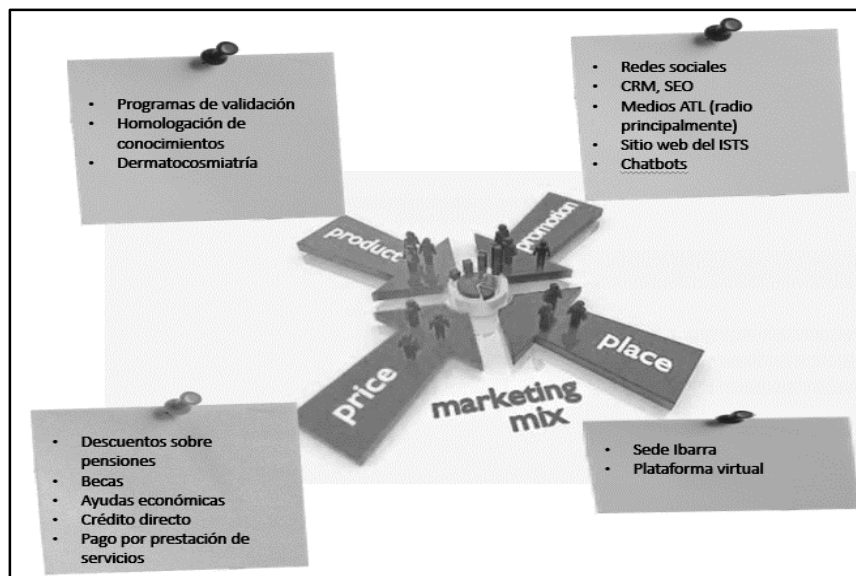 • Programas de validación
• Homologación de
conocimientos
• Dermatocosmiatría
• Redes sociales
• CRM, SEO
• Medios ATL (radio
principalmente)
• Sitio web del ISTS
• Chatbots
product
promotion
price
place
marketing
mix
• Descuentos sobre
pensiones
• Becas
• Ayudas económicas
• Crédito directo
• Pago por prestación de
servicios
• Sede Ibarra
• Plataforma virtual